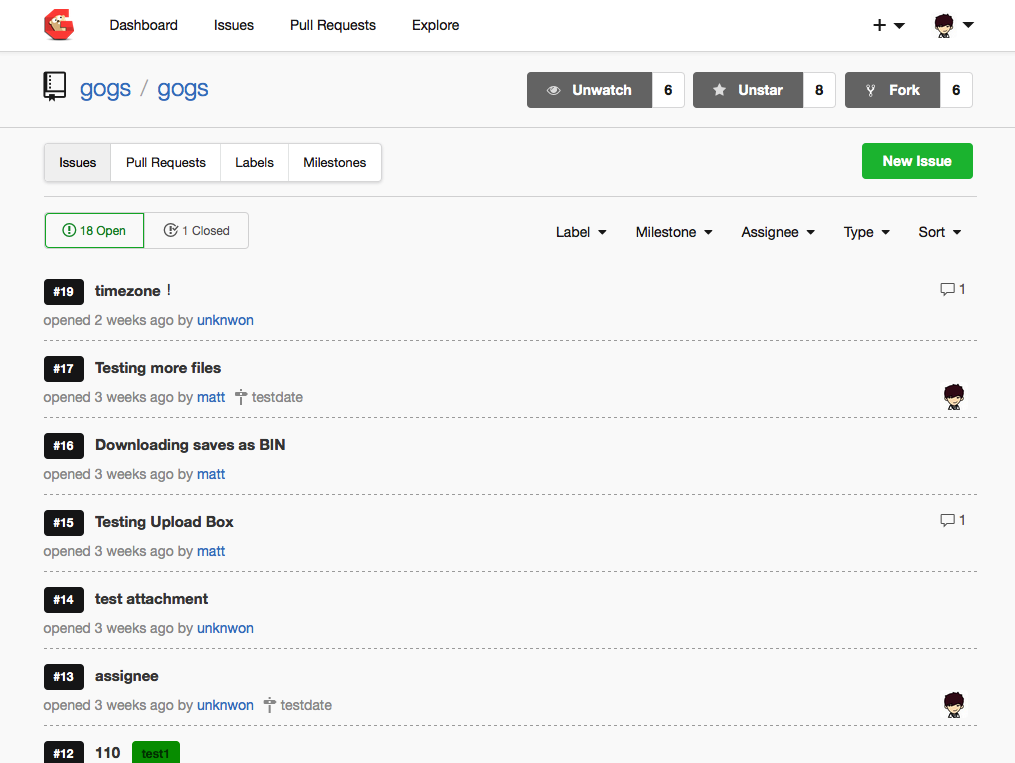 Dashboard Issues Pull Requests Explore +
gogs / gogs Unwatch 6 Unstar 8 Fork 6
Issues Pull Requests Labels Milestones New Issue
18 Open 1 Closed Label Milestone Assignee Type Sort
#19 timezone！ 1
opened 2 weeks ago by unknwon
#17 Testing more files
opened 3 weeks ago by matt testdate
#16 Downloading saves as BIN
opened 3 weeks ago by matt
#15 Testing Upload Box 1
opened 3 weeks ago by matt
#14 test attachment
opened 3 weeks ago by unknwon
#13 assignee
opened 3 weeks ago by unknwon testdate
#12 110 test1